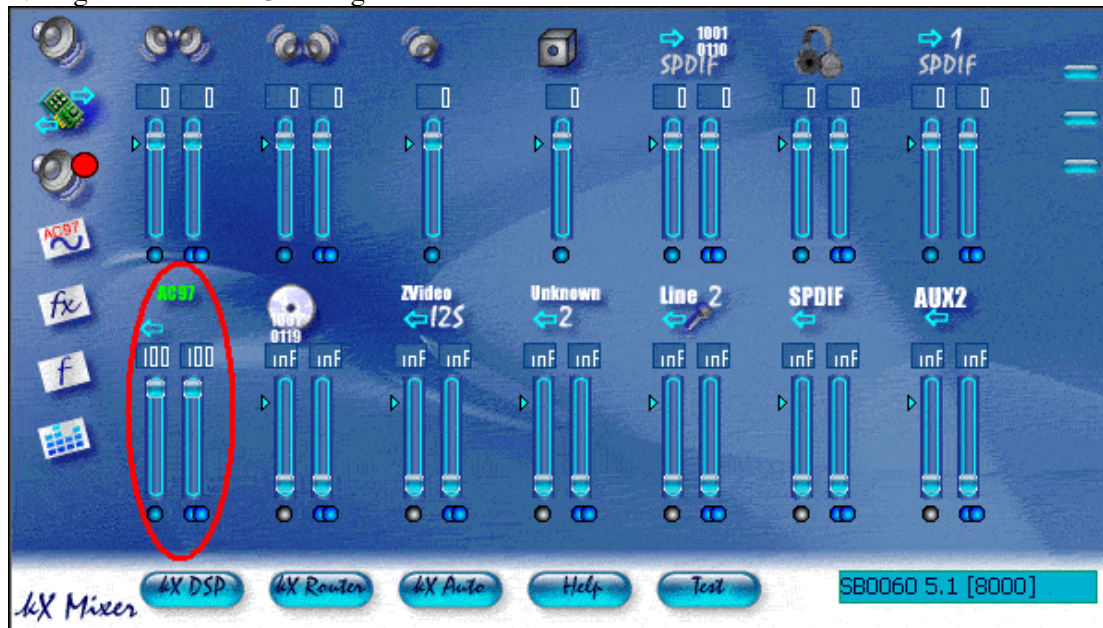 1001
0110
SPDIF
1
SPDIF
0 0 0 0 0 0 0 0 0 0 0 0
AC97
fx
f
AC97
1001
0119
ZVideo
I2S
Unknown
2
Line 2
SPDIF
AUX2
100 100 inF inF inF inF inF inF inF inF inF inF inF inF
kX Mixer
kX DSP
kX Router
kX Auto
Help
Test
SB0060 5.1 [8000]